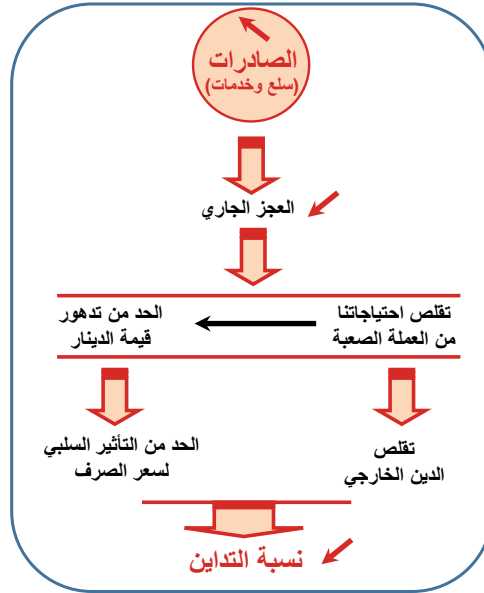 الصادرات
(سلع وخدمات)
العجز الجاري
تقلص احتياجاتنا
من العملة الصعبة
الحد من تدهور
قيمة الدينار
تقلص
الدين الخارجي
الحد من التأثير السلبي
لسعر الصرف
نسبة التداين